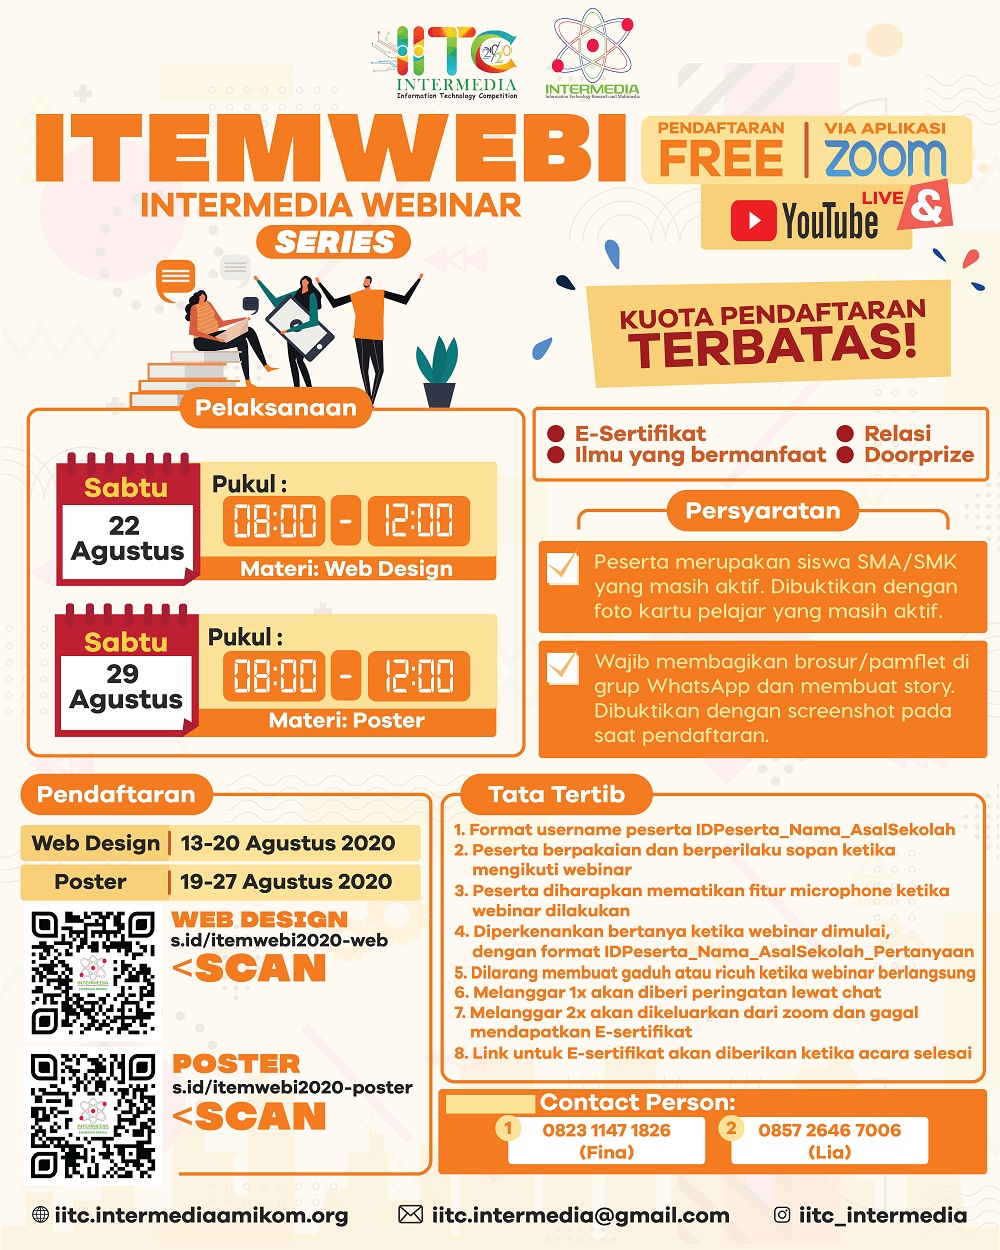 IITC
2020
INTERMEDIA
Information Technology Competition
INTERMEDIA
Information Technology Research and Multimedia
ITEMWEBI
INTERMEDIA WEBINAR
SERIES
PENDAFTARAN
FREE
VIA APLIKASI
ZOOM
LIVE &
YouTube
KUOTA PENDAFTARAN
TERBATAS!
Pelaksanaan
Sabtu
22
Agustus
Pukul :
08:00 - 12:00
Materi: Web Design
Sabtu
29
Agustus
Pukul :
08:00 - 12:00
Materi: Poster
E-Sertifikat
Ilmu yang bermanfaat
Relasi
Doorprize
Persyaratan
Peserta merupakan siswa SMA/SMK
yang masih aktif. Dibuktikan dengan
foto kartu pelajar yang masih aktif.
Wajib membagikan brosur/pamflet di
grup WhatsApp dan membuat story.
Dibuktikan dengan screenshot pada
saat pendaftaran.
Pendaftaran
Web Design | 13-20 Agustus 2020
Poster | 19-27 Agustus 2020
WEB DESIGN
s.id/itemwebi2020-web
<SCAN
INTERMEDIA
POSTER
s.id/itemwebi2020-poster
<SCAN
INTERMEDIA
Tata Tertib
1. Format username peserta IDPeserta_Nama_AsalSekolah
2. Peserta berpakaian dan berperilaku sopan ketika
mengikuti webinar
3. Peserta diharapkan mematikan fitur microphone ketika
webinar dilakukan
4. Diperkenankan bertanya ketika webinar dimulai,
dengan format IDPeserta_Nama_AsalSekolah_Pertanyaan
5. Dilarang membuat gaduh atau ricuh ketika webinar berlangsung
6. Melanggar 1x akan diberi peringatan lewat chat
7. Melanggar 2x akan dikeluarkan dari zoom dan gagal
mendapatkan E-sertifikat
8. Link untuk E-sertifikat akan diberikan ketika acara selesai
Contact Person:
1
0823 1147 1826
(Fina)
2
0857 2646 7006
(Lia)
iitc.intermediaamikom.org
iitc.intermedia@gmail.com
iitc_intermedia